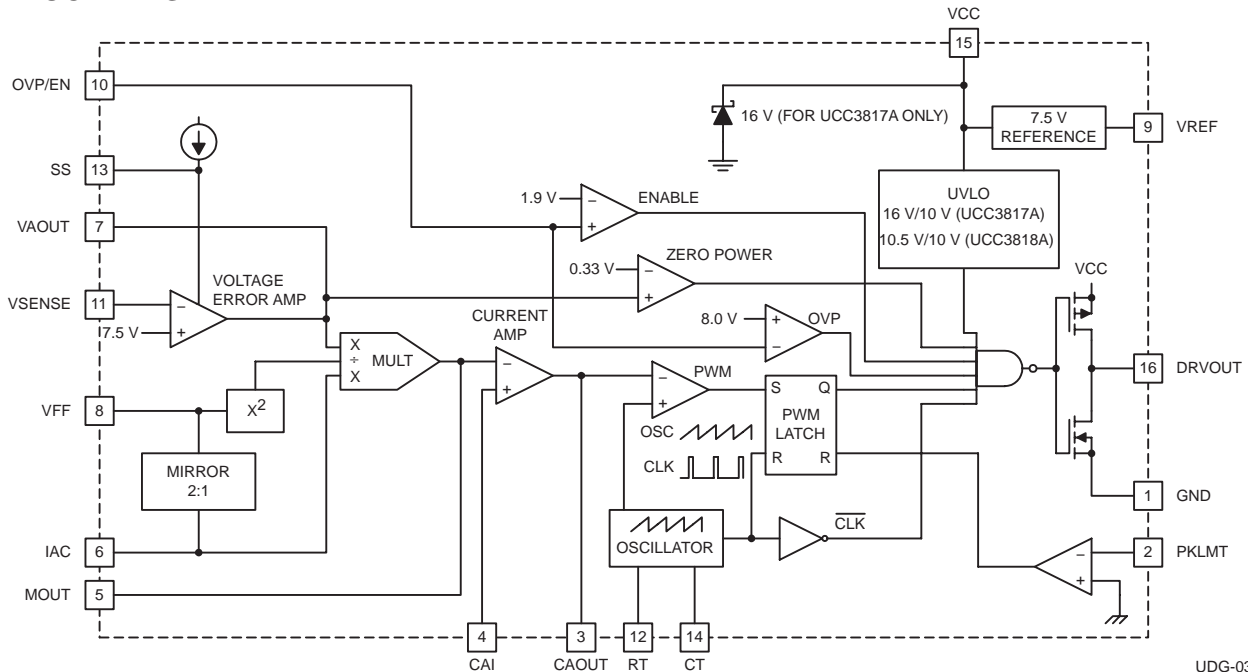 VCC
15
OVP/EN
10
16 V (FOR UCC3817A ONLY)
7.5 V
REFERENCE
9
VREF
SS
13
1.9 V
−
+
ENABLE
UVLO
16 V/10 V (UCC3817A)
10.5 V/10 V (UCC3818A)
VAOUT
7
0.33 V
−
+
ZERO POWER
VCC
VSENSE
11
−
7.5 V
+
VOLTAGE
ERROR AMP
8.0 V
+
−
OVP
CURRENT
AMP
X
÷
X
MULT
−
+
−
+
PWM
S
Q
PWM
LATCH
R
R
16
DRVOUT
VFF
8
X2
OSC
CLK
MIRROR
2:1
1
GND
OSCILLATOR
CLK
IAC
6
−
+
2
PKLMT
MOUT
5
4
3
12
14
CAI
CAOUT
RT
CT